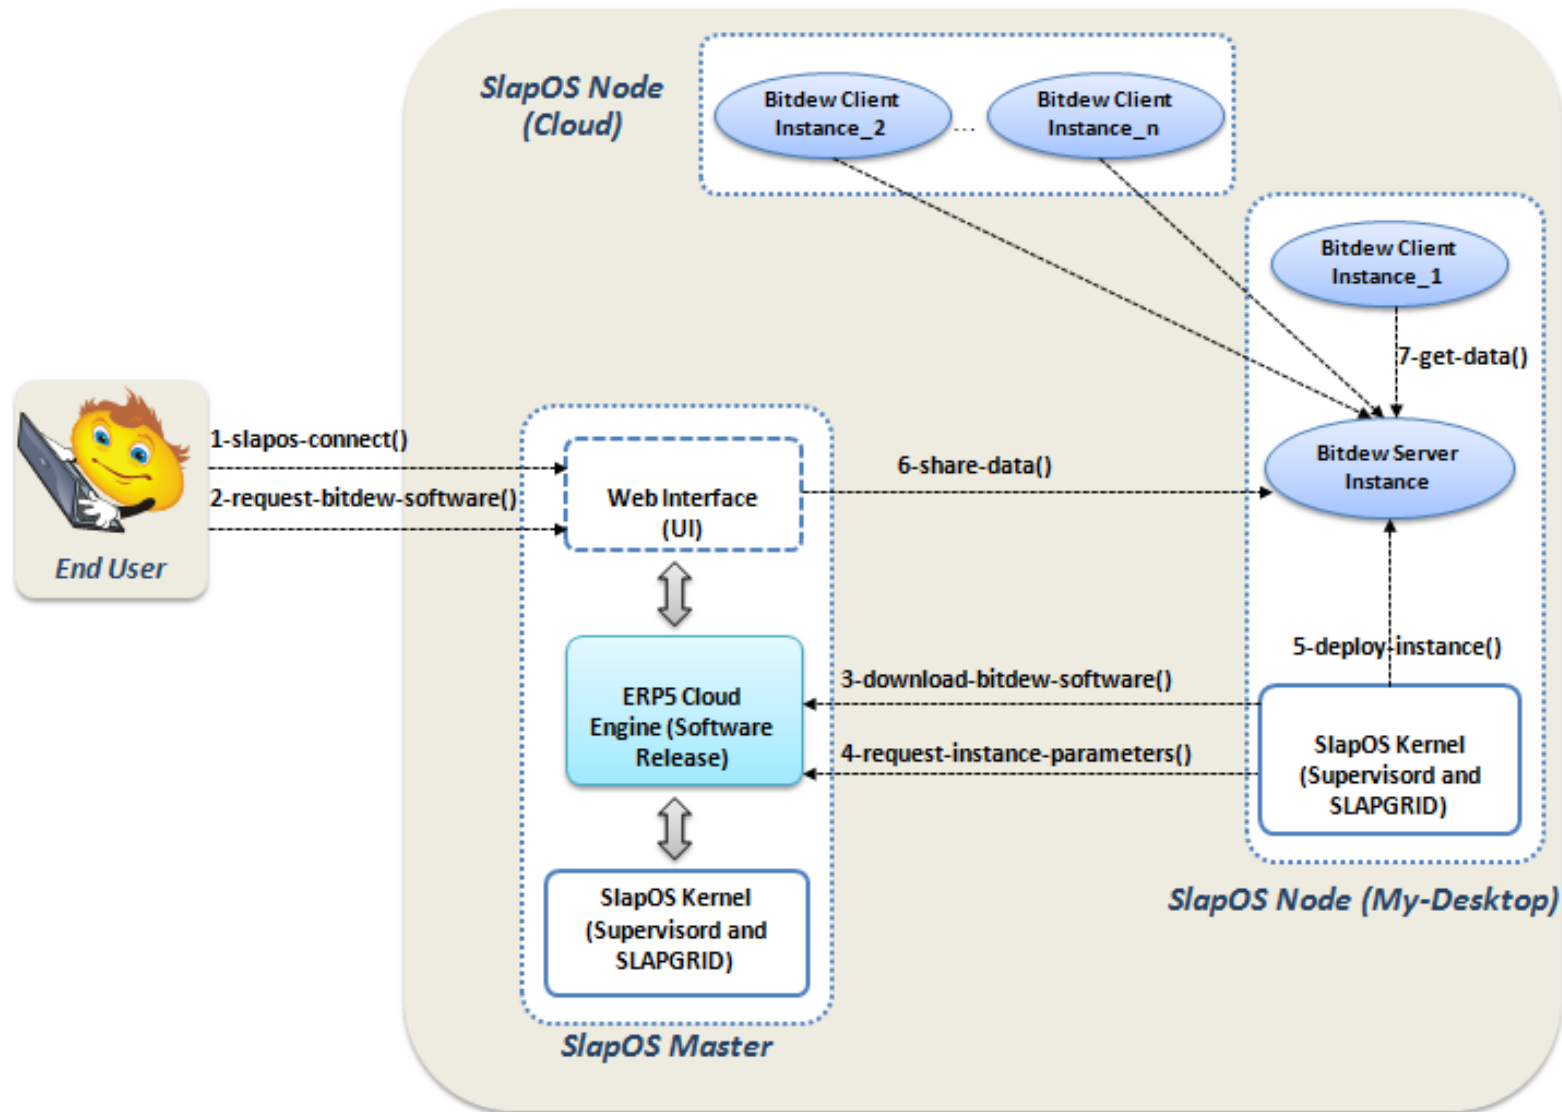 SlapOS Node
(Cloud)
Bitdew Client
Instance_2
...
Bitdew Client
Instance_n
Bitdew Client
Instance_1
7-get-data()
Bitdew Server
Instance
1-slapos-connect()
2-request-bitdew-software()
End User
Web Interface
(UI)
6-share-data()
5-deploy-instance()
3-download-bitdew-software()
4-request-instance-parameters()
ERP5 Cloud
Engine (Software
Release)
SlapOS Kernel
(Supervisord and
SLAPGRID)
SlapOS Node (My-Desktop)
SlapOS Kernel
(Supervisord and
SLAPGRID)
SlapOS Master